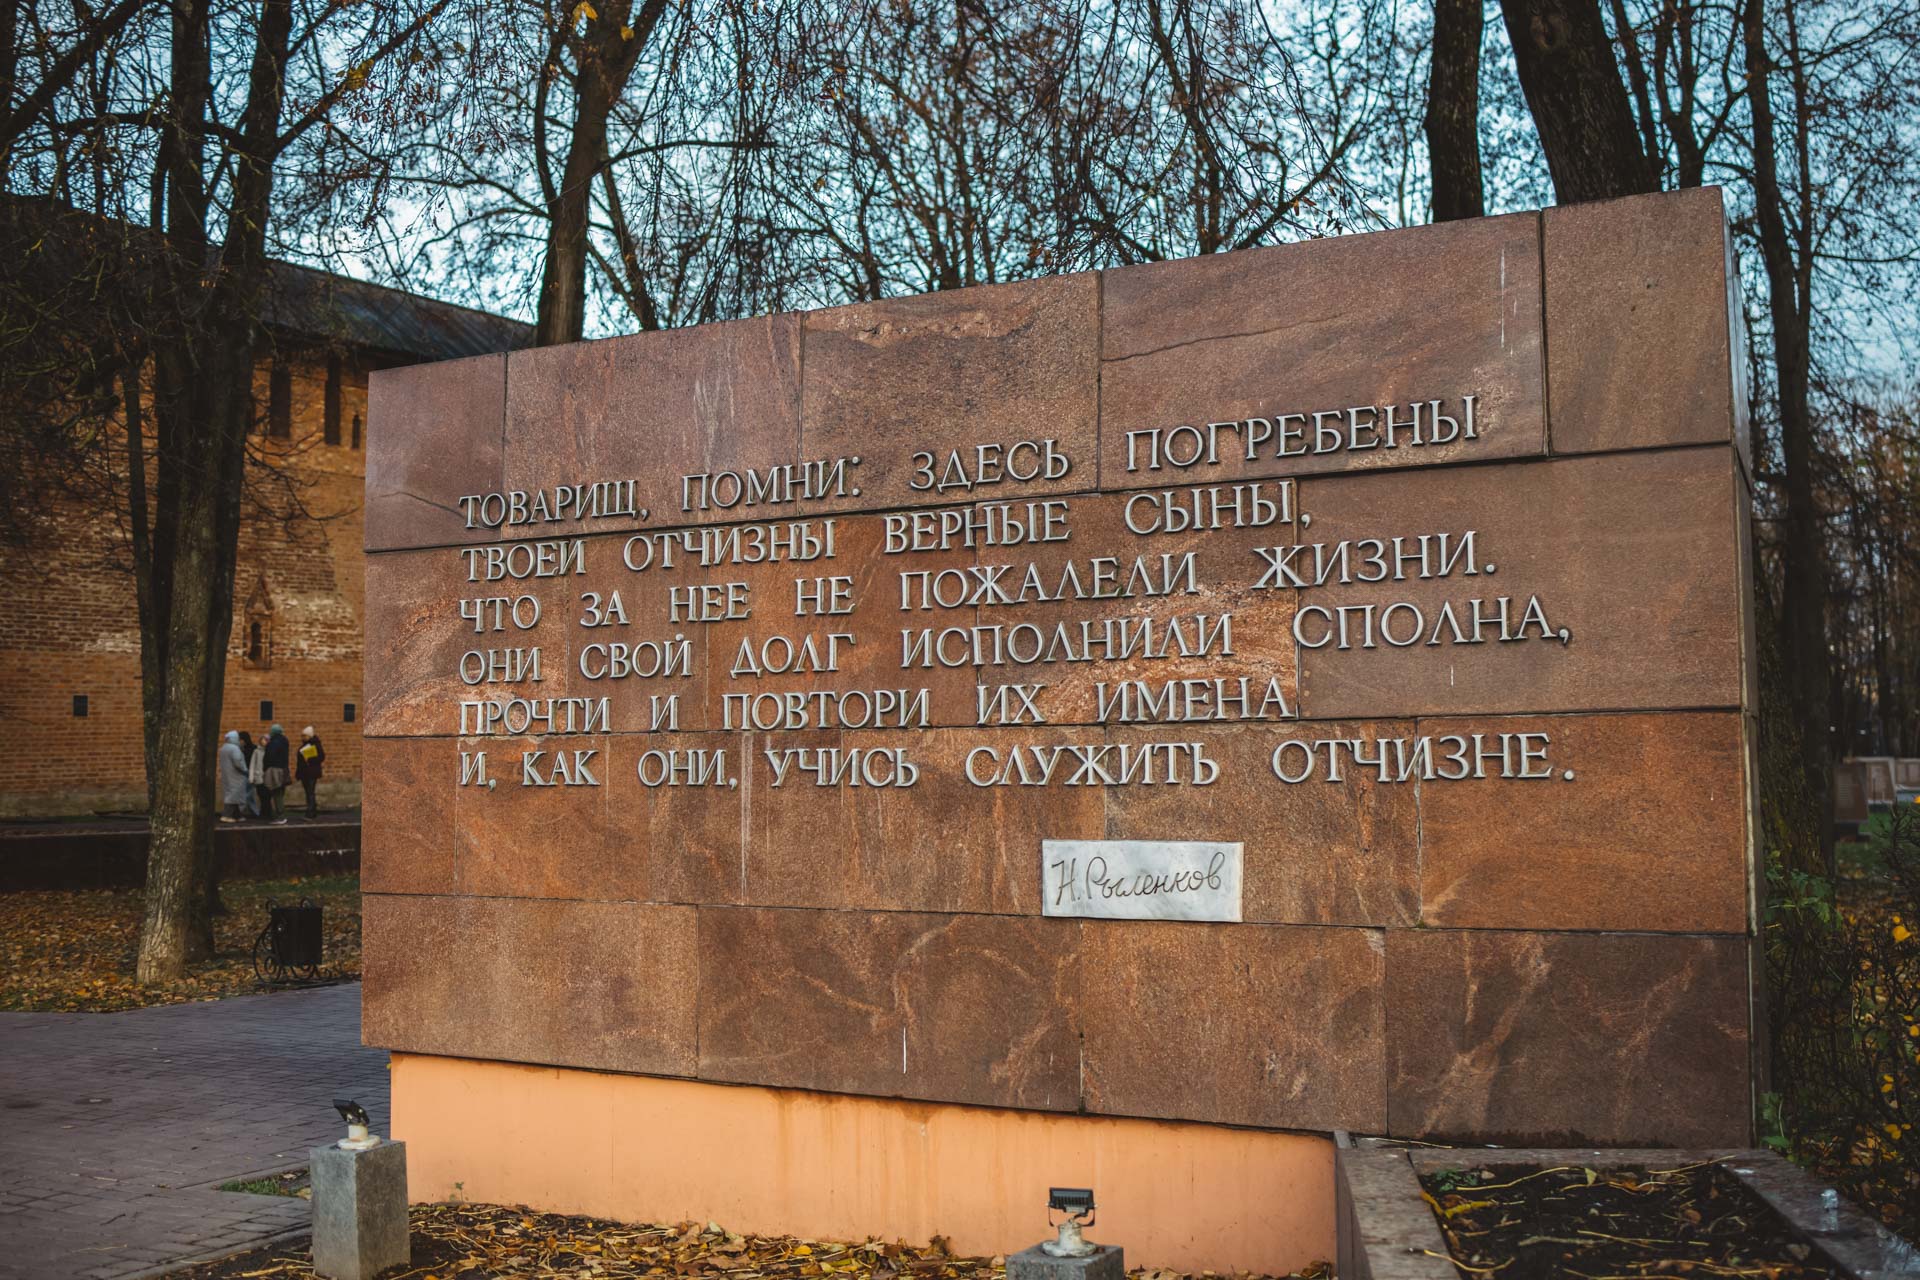 ТОВАРИЩ, ПОМНИ: ЗДЕСЬ ПОГРЕБЕНЫ
ТВОЕЙ ОТЧИЗНЫ ВЕРНЫЕ СЫНЫ,
ЧТО ЗА НЕЕ НЕ ПОЖАЛЕЛИ ЖИЗНИ.
ОНИ СВОЙ ДОЛГ ИСПОЛНИЛИ СПОЛНА,
ПРОЧТИ И ПОВТОРИ ИХ ИМЕНА
И, КАК ОНИ, УЧИСЬ СЛУЖИТЬ ОТЧИЗНЕ.
Н. Рыленков